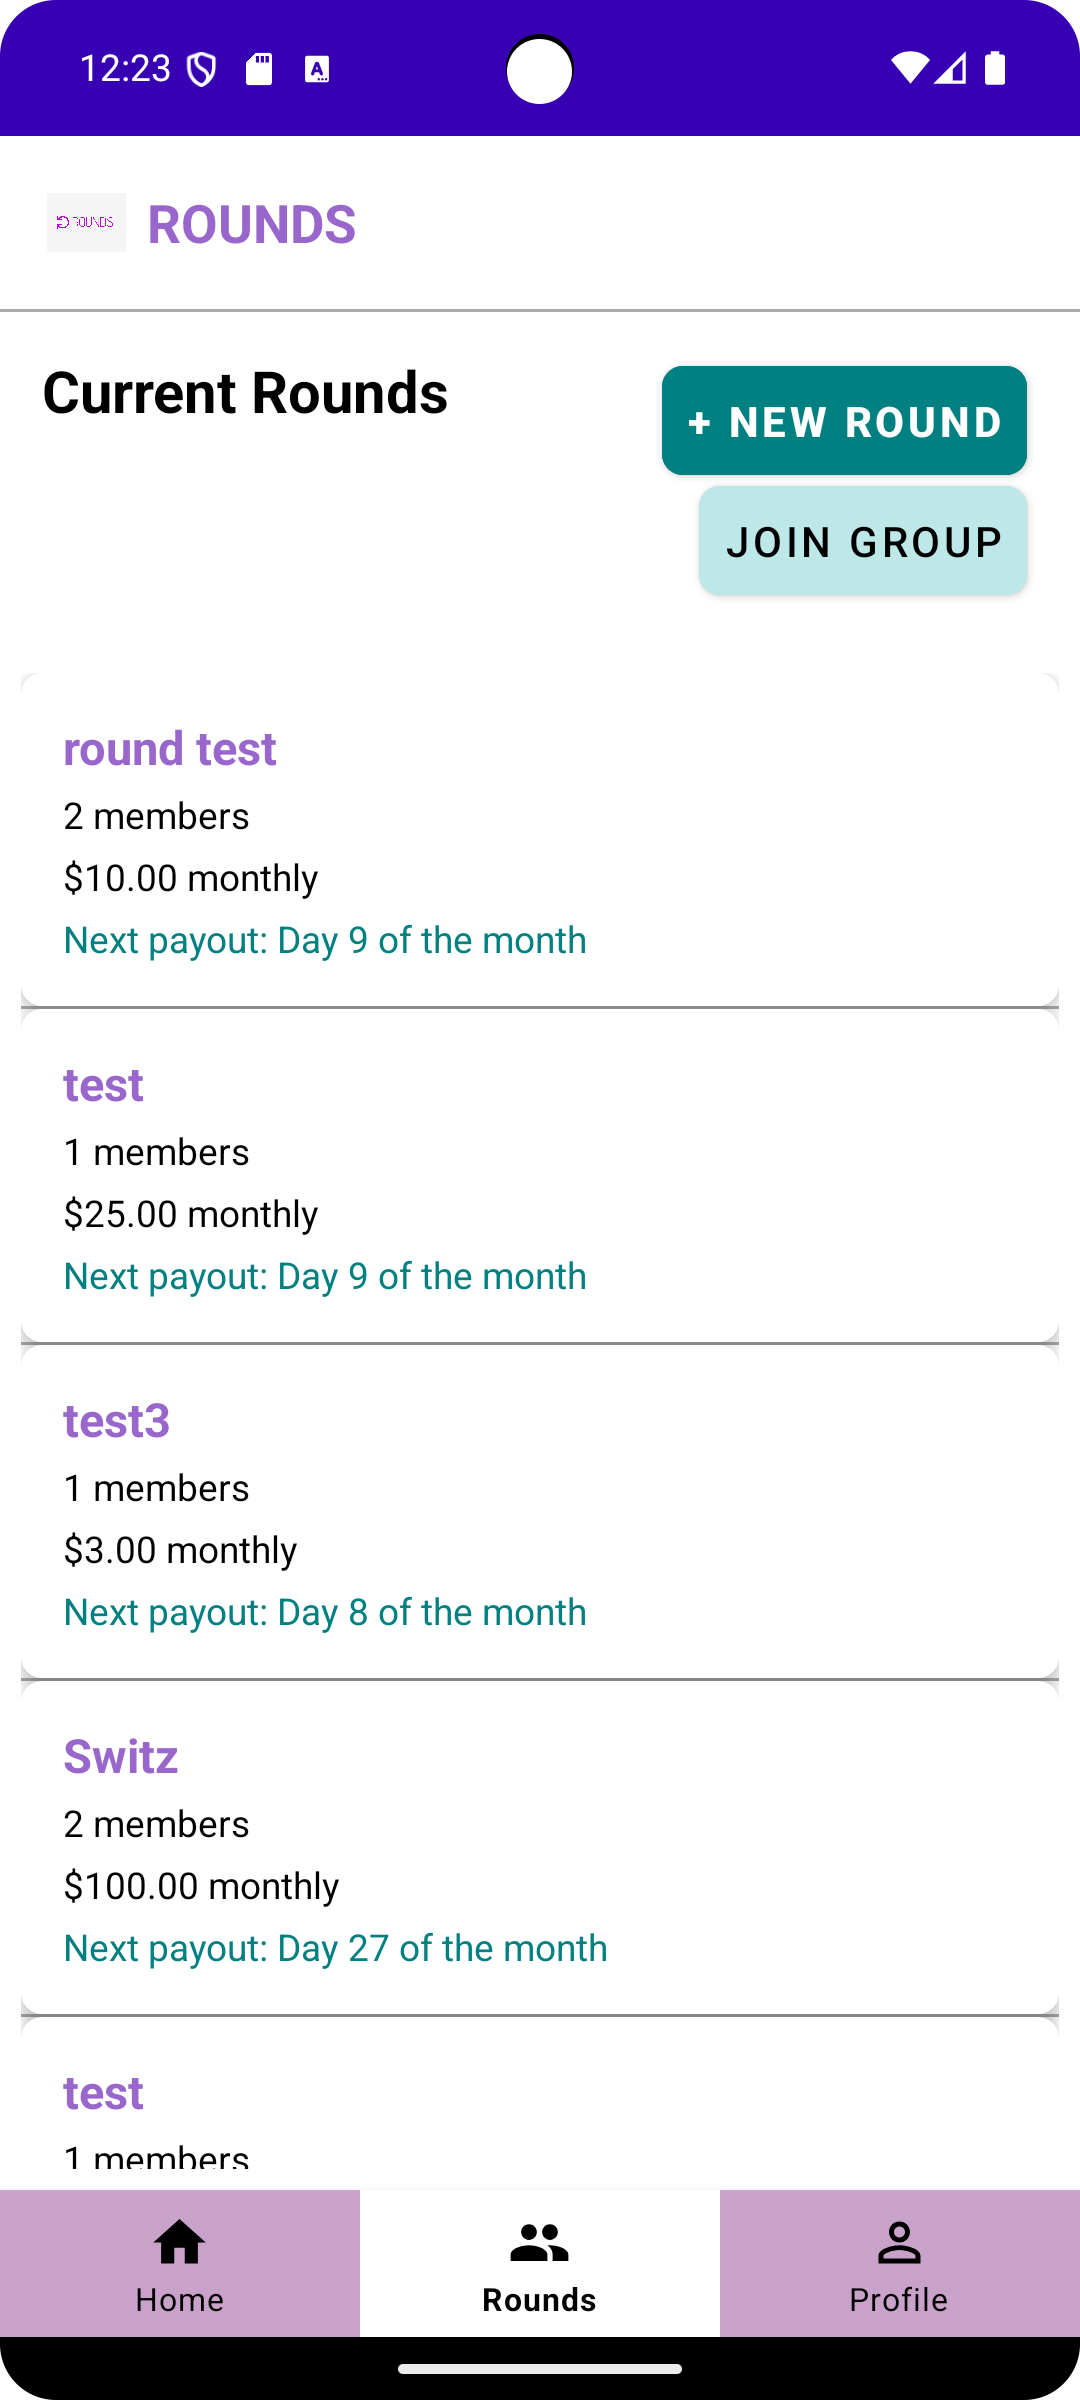 12:23
ROUNDS
ROUNDS
Current Rounds
+ NEW ROUND
JOIN GROUP
round test
2 members
$10.00 monthly
Next payout: Day 9 of the month
test
1 members
$25.00 monthly
Next payout: Day 9 of the month
test3
1 members
$3.00 monthly
Next payout: Day 8 of the month
Switz
2 members
$100.00 monthly
Next payout: Day 27 of the month
test
1 members
Home
Rounds
Profile